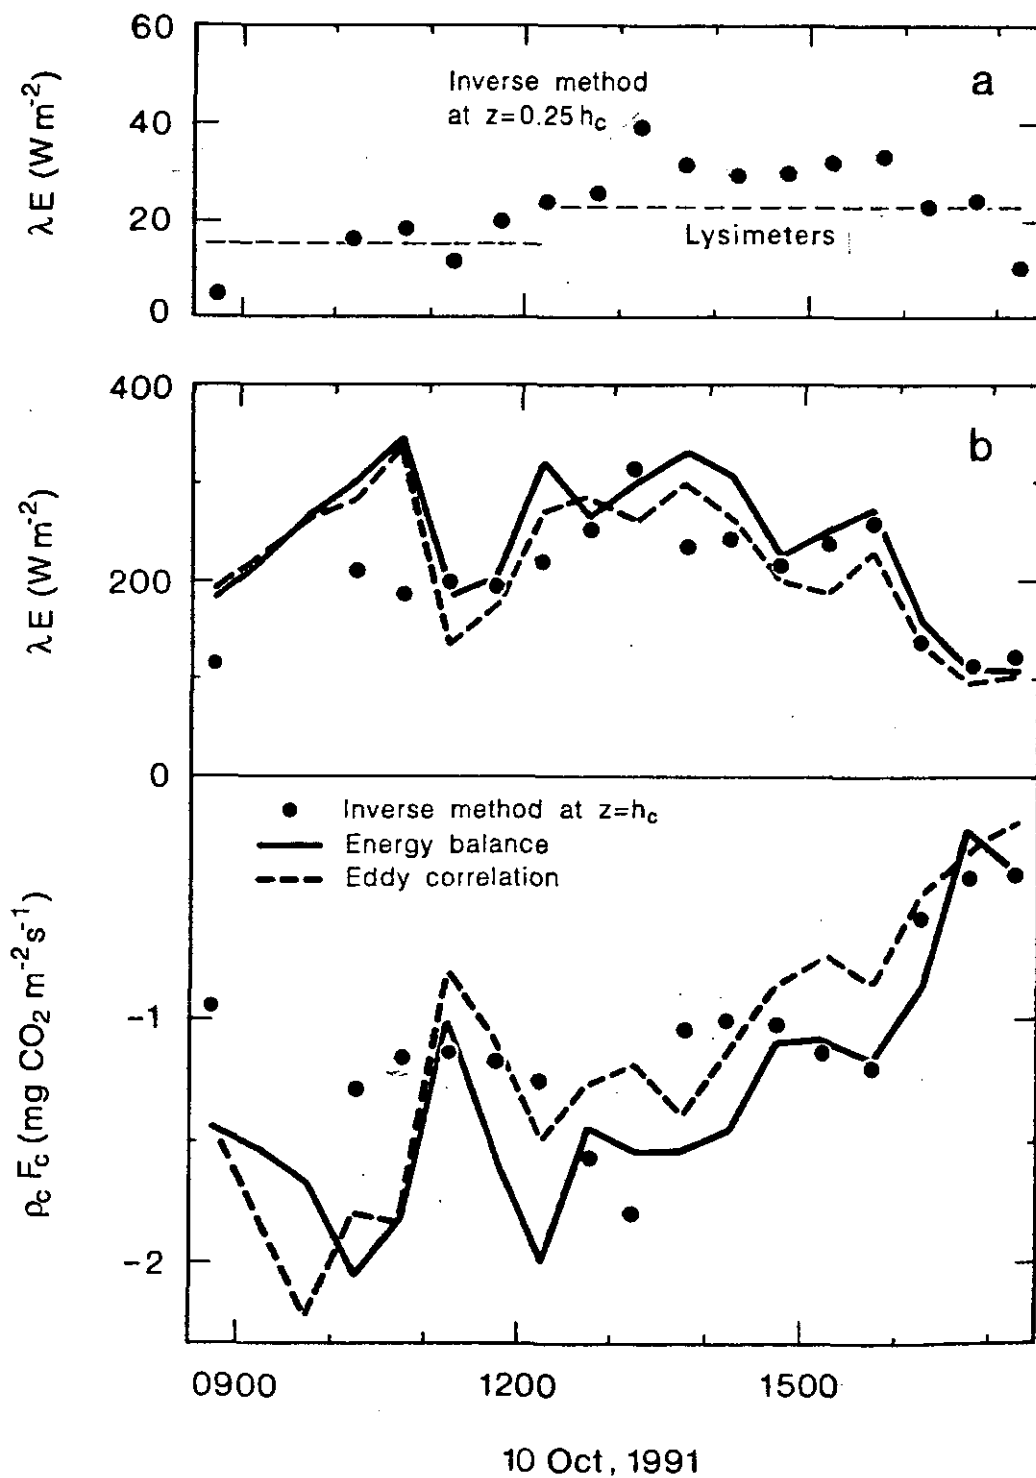 60
40
20
0
λE (W m⁻²)
Inverse method
at z=0.25 h_c
a
Lysimeters
400
200
0
λE (W m⁻²)
b
Inverse method at z=h_c
Energy balance
Eddy correlation
-1
-2
ρ_c F_c (mg CO₂ m⁻² s⁻¹)
0900 1200 1500
10 Oct, 1991